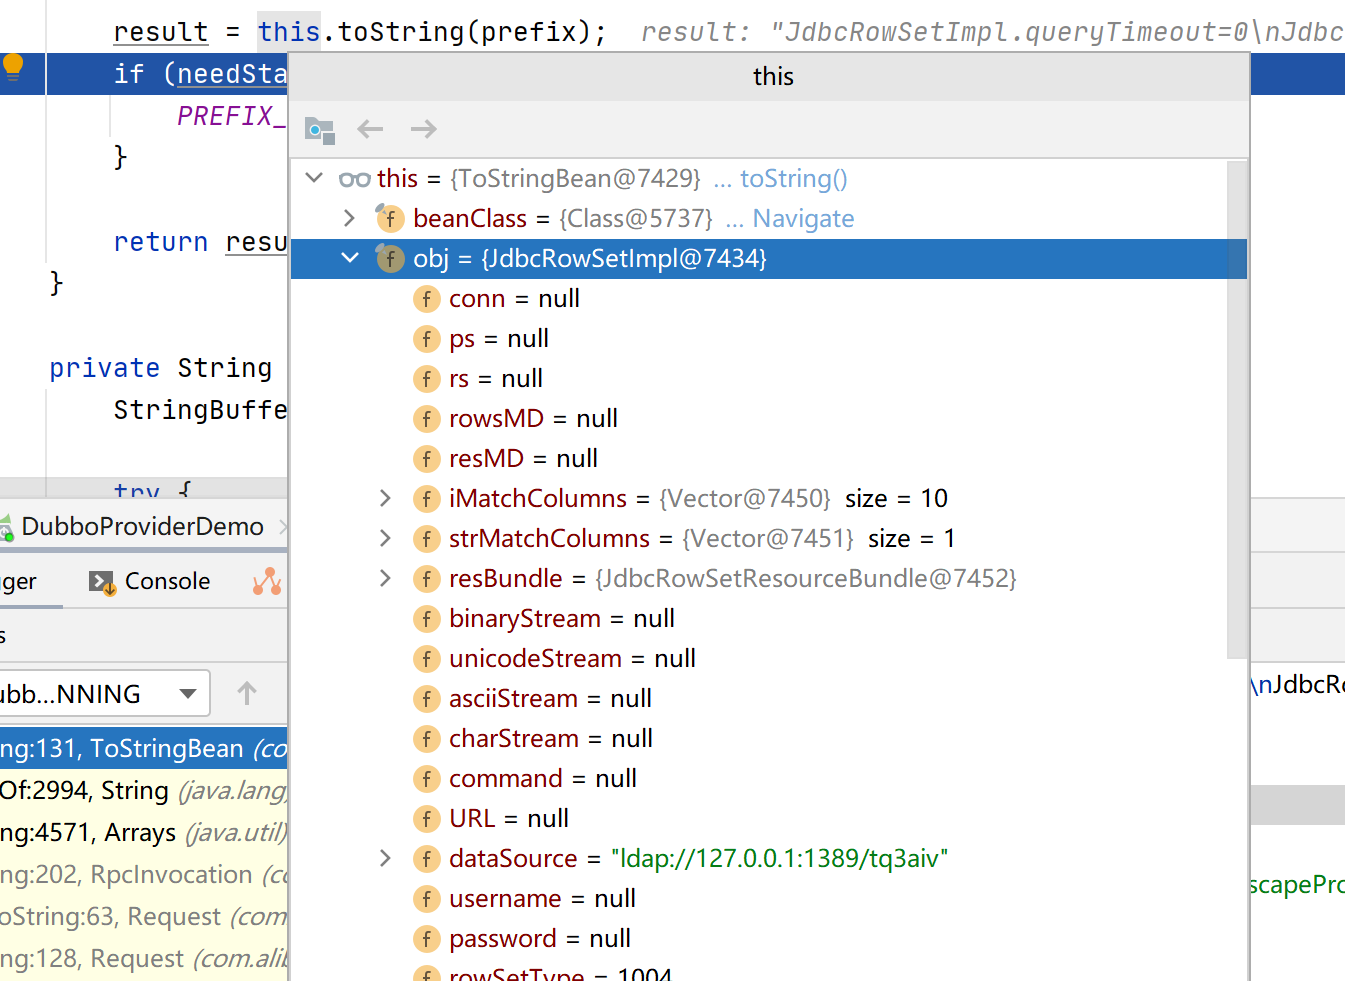 result = this.toString(prefix); result: "JdbcRowSetImpl.queryTimeout=0\nJdbc
if (needSta
this
PREFIX_
}
this = {ToStringBean@7429} ... toString()
beanClass = {Class@5737} ... Navigate
return resu
obj = {JdbcRowSetImpl@7434}
}
conn = null
ps = null
private String
rs = null
StringBuffe
rowsMD = null
resMD = null
try {
iMatchColumns = {Vector@7450} size = 10
DubboProviderDemo
strMatchColumns = {Vector@7451} size = 1
ger
Console
resBundle = {JdbcRowSetResourceBundle@7452}
s
binaryStream = null
unicodeStream = null
ubb...NNING
asciiStream = null
\nJdbcRo
charStream = null
ng:131, ToStringBean (co
command = null
Of:2994, String (java.lang
URL = null
ng:4571, Arrays (java.util)
dataSource = "ldap://127.0.0.1:1389/tq3aiv"
ng:202, RpcInvocation (co
scapePro
username = null
oString:63, Request (com
password = null
ng:128, Request (com.alib
rowSetType = 1004